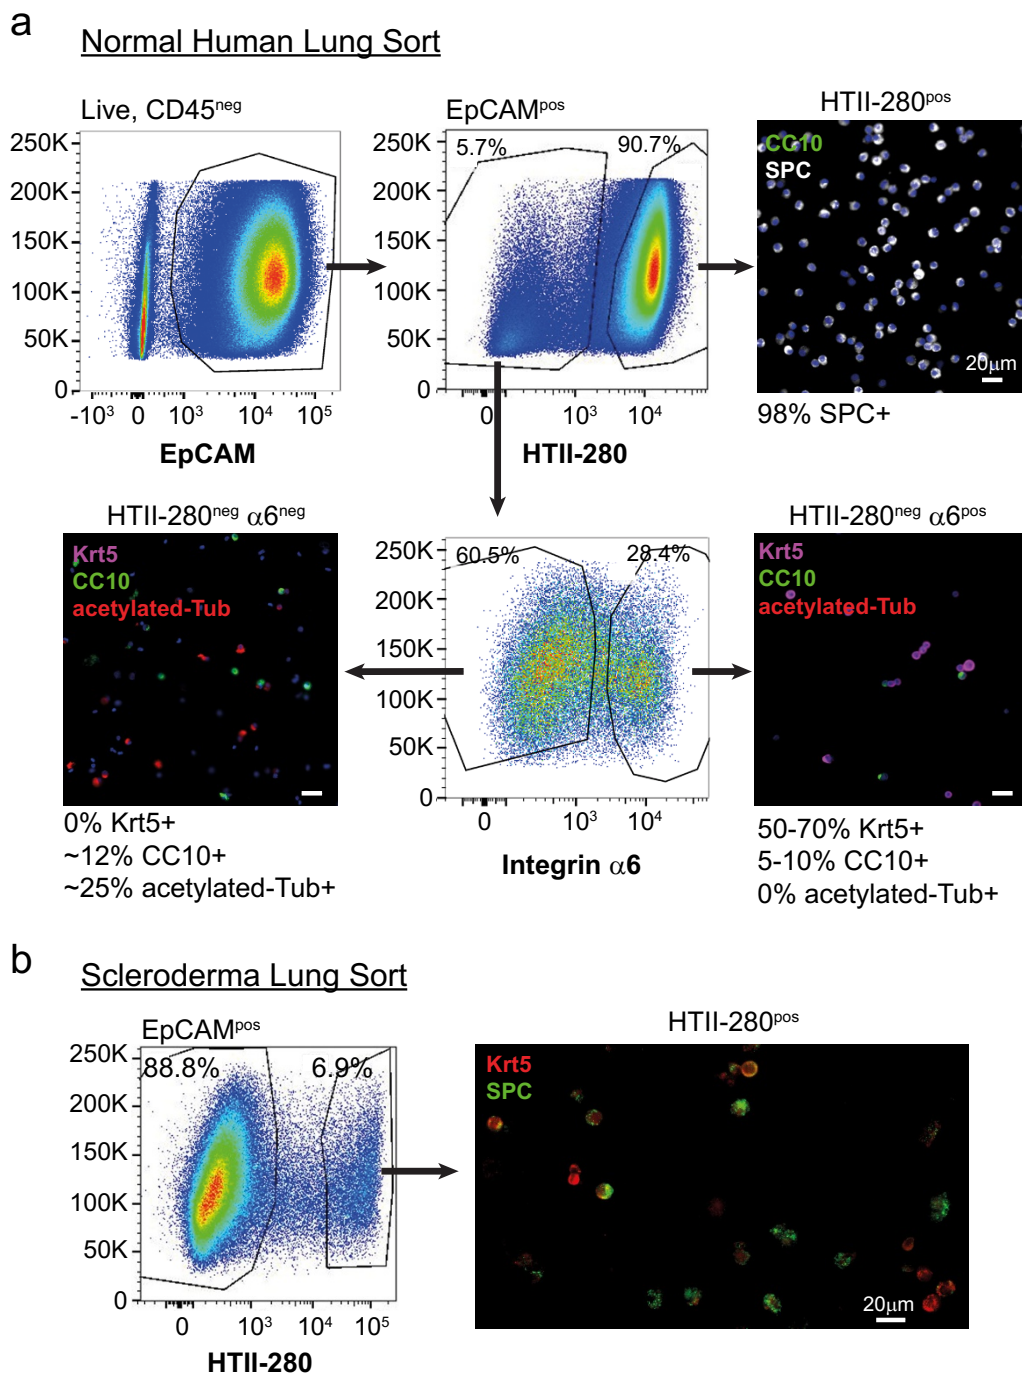 a
Normal Human Lung Sort
Live, CD45neg
250K
200K
150K
100K
50K
0
-10³ 0 10³ 10⁴ 10⁵
EpCAM
EpCAMpos
5.7% 90.7%
250K
200K
150K
100K
50K
0
0 10³ 10⁴
HTII-280
HTII-280pos
CC10
SPC
20μm
98% SPC+
HTII-280neg α6neg
Krt5
CC10
acetylated-Tub
0% Krt5+
~12% CC10+
~25% acetylated-Tub+
60.5% 28.4%
250K
200K
150K
100K
50K
0
0 10³ 10⁴
Integrin α6
HTII-280neg α6pos
Krt5
CC10
acetylated-Tub
50-70% Krt5+
5-10% CC10+
0% acetylated-Tub+
b
Scleroderma Lung Sort
EpCAMpos
88.8% 6.9%
250K
200K
150K
100K
50K
0
0 10³ 10⁴ 10⁵
HTII-280
HTII-280pos
Krt5
SPC
20μm